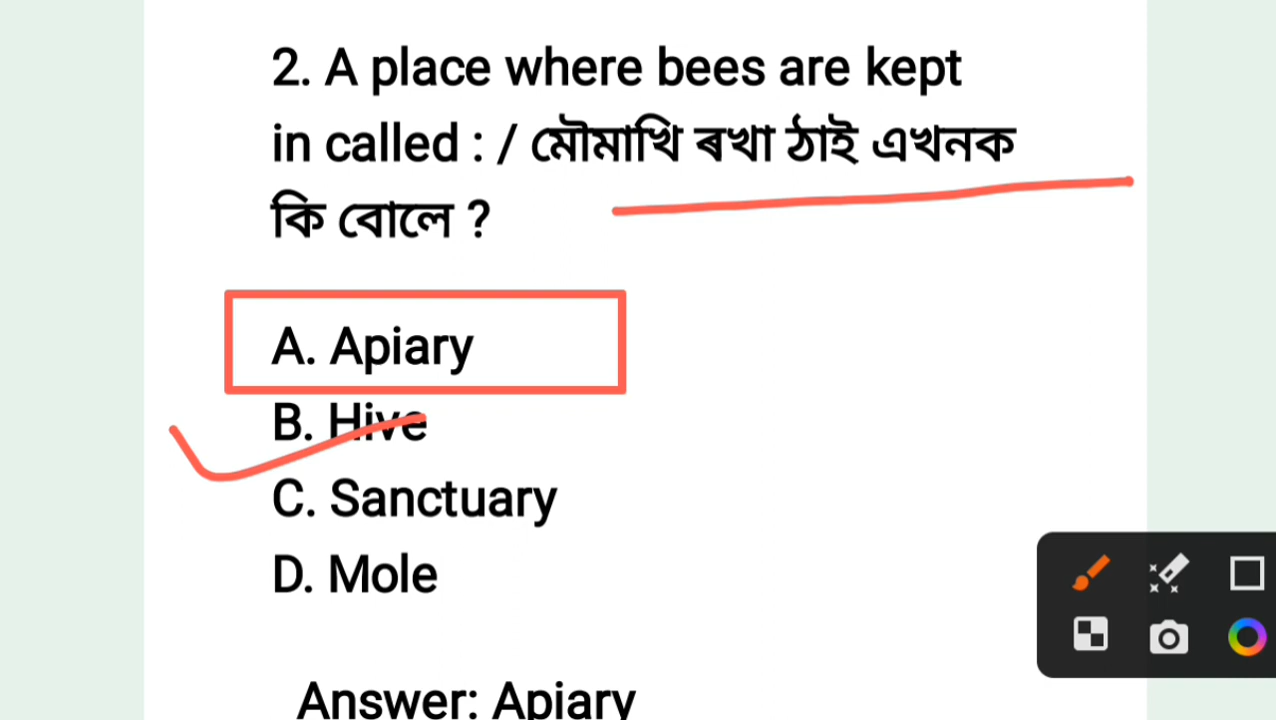 2. A place where bees are kept
in called : / মৌমাখি ৰখা ঠাই এখনক
কি বোলে ?
A. Apiary
B. Hive
C. Sanctuary
D. Mole
Answer: Apiary